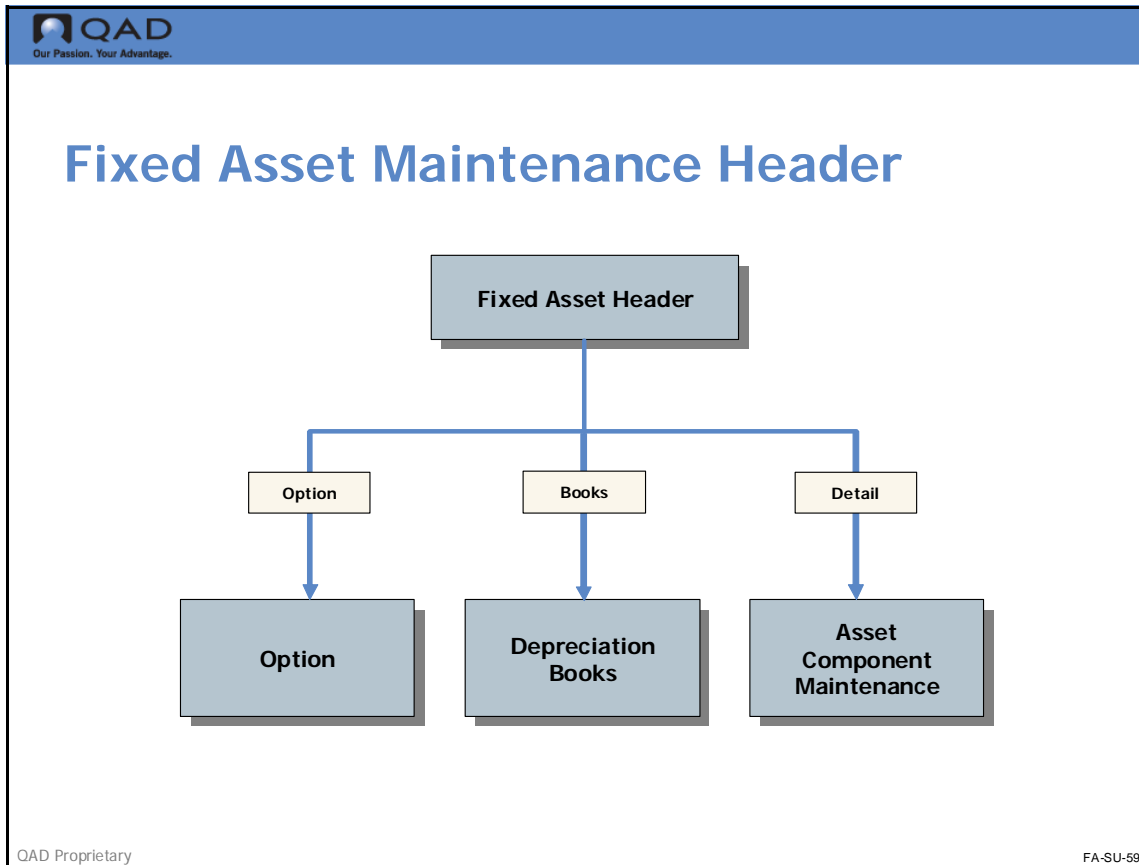 QAD
Our Passion. Your Advantage.
Fixed Asset Maintenance Header
Fixed Asset Header
Option
Books
Detail
Option
Depreciation
Books
Asset
Component
Maintenance
QAD Proprietary
FA-SU-59